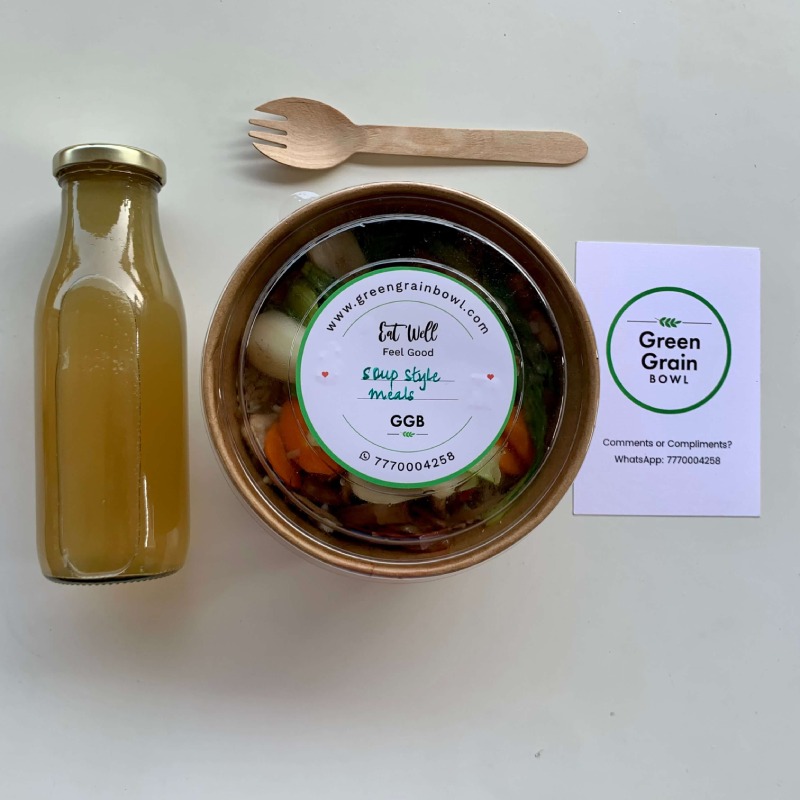 www.greengrainbowl.com
Eat Well
Feel Good
soup style
meals
GGB
7770004258
Green
Grain
BOWL
Comments or Compliments?
WhatsApp: 7770004258